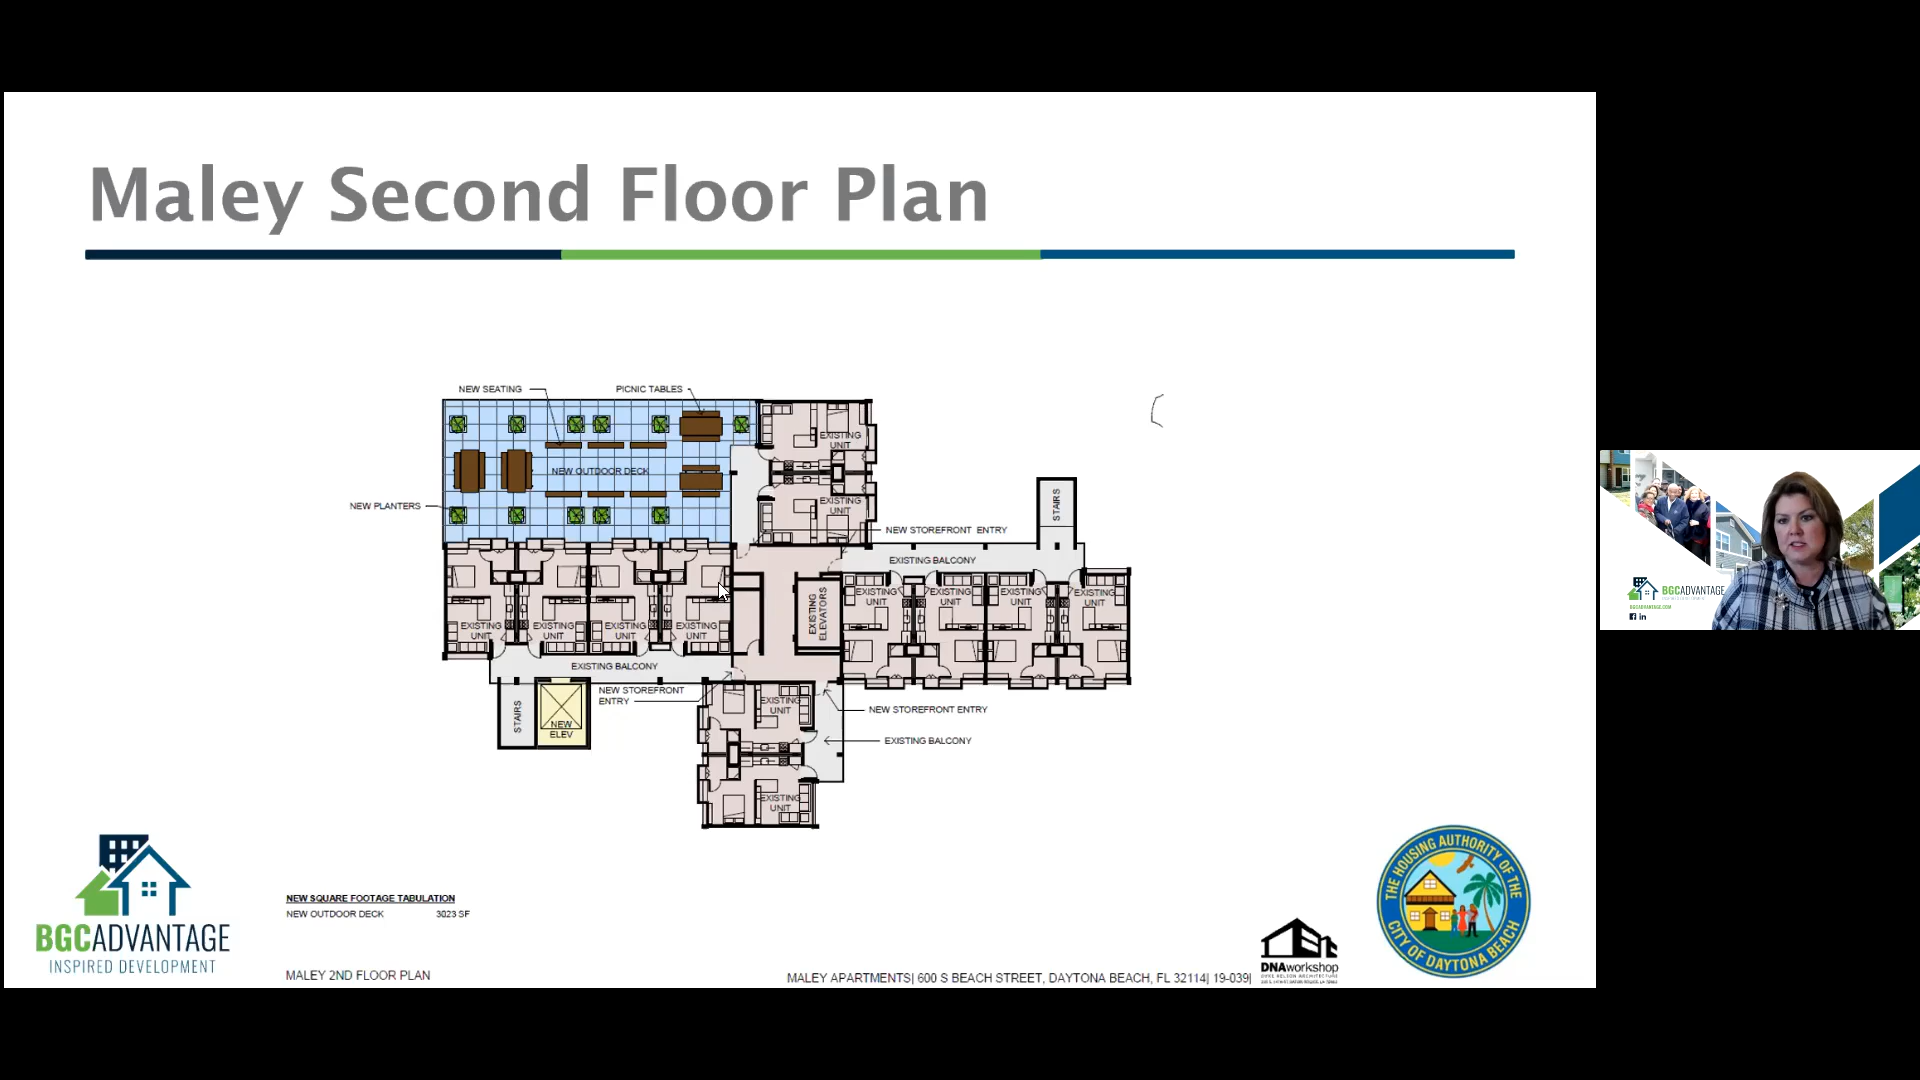 Maley Second Floor Plan
NEW SEATING
PICNIC TABLES
EXISTING
UNIT
NEW OUTDOOR DECK
NEW PLANTERS
EXISTING
UNIT
STAIRS
NEW STOREFRONT ENTRY
EXISTING BALCONY
EXISTING
ELEVATORS
EXISTING
UNIT
EXISTING
UNIT
EXISTING
UNIT
EXISTING
UNIT
EXISTING
UNIT
EXISTING
UNIT
EXISTING
UNIT
EXISTING
UNIT
EXISTING BALCONY
STAIRS
NEW
ELEV
NEW STOREFRONT
ENTRY
EXISTING
UNIT
NEW STOREFRONT ENTRY
EXISTING BALCONY
EXISTING
UNIT
BGCADVANTAGE
INSPIRED DEVELOPMENT
NEW SQUARE FOOTAGE TABULATION
NEW OUTDOOR DECK 3023 SF
MALEY 2ND FLOOR PLAN
MALEY APARTMENTS| 600 S BEACH STREET, DAYTONA BEACH, FL 32114| 19-039|
DNAworkshop
THE HOUSING AUTHORITY OF THE
CITY OF DAYTONA BEACH
BGCADVANTAGE
BGCADVANTAGE.COM